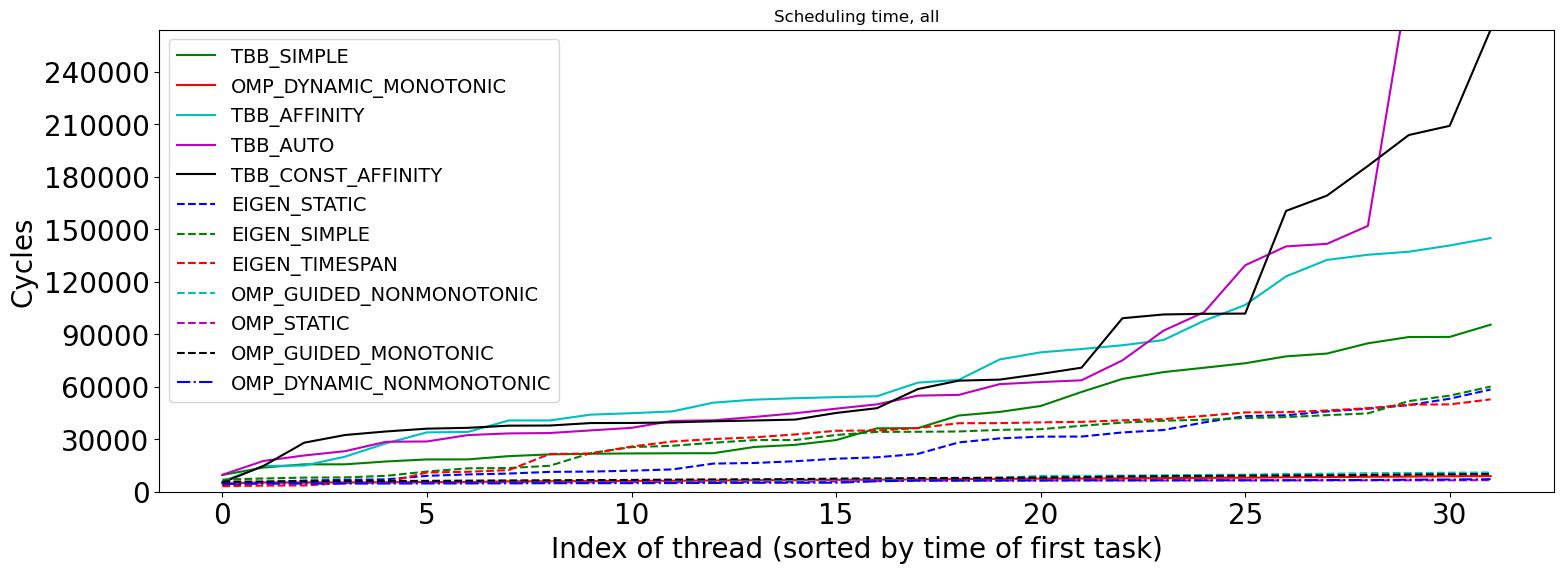 Scheduling time, all
Cycles
240000
210000
180000
150000
120000
90000
60000
30000
0
TBB_SIMPLE
OMP_DYNAMIC_MONOTONIC
TBB_AFFINITY
TBB_AUTO
TBB_CONST_AFFINITY
EIGEN_STATIC
EIGEN_SIMPLE
EIGEN_TIMESPAN
OMP_GUIDED_NONMONOTONIC
OMP_STATIC
OMP_GUIDED_MONOTONIC
OMP_DYNAMIC_NONMONOTONIC
0 5 10 15 20 25 30
Index of thread (sorted by time of first task)